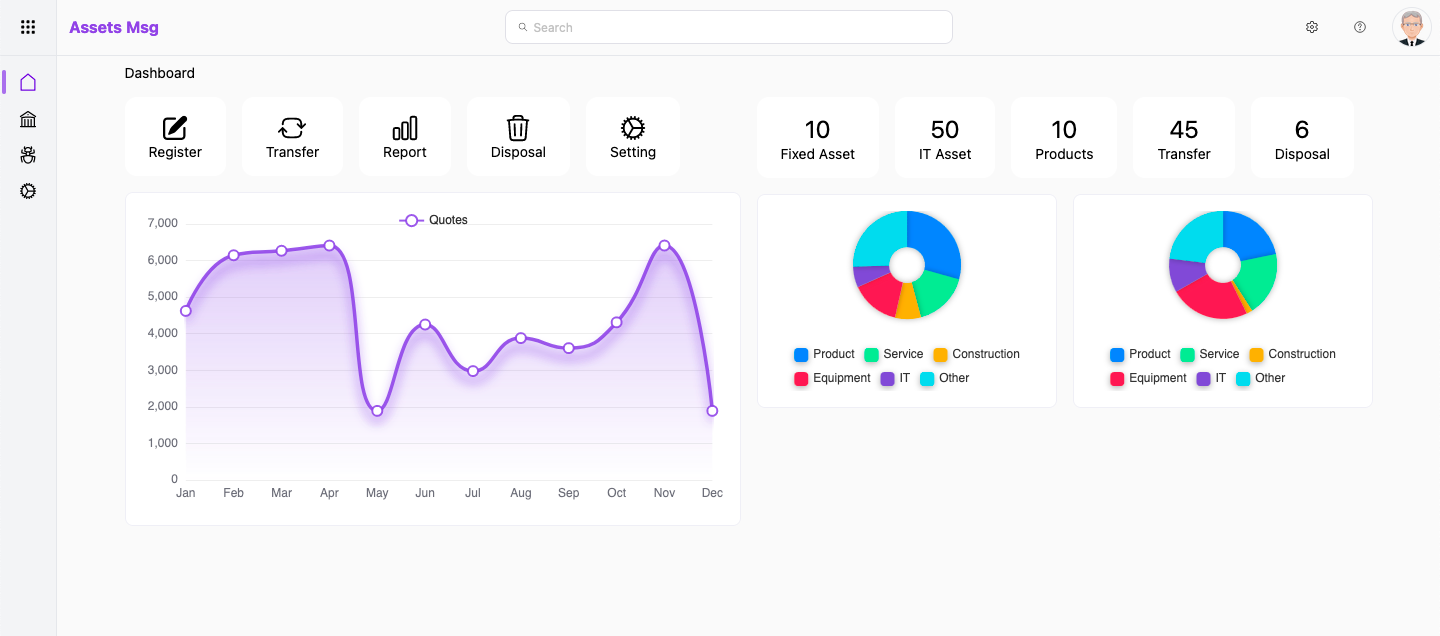 Assets Msg
Search
Dashboard
Register Transfer Report Disposal Setting
10 50 10 45 6
Fixed Asset IT Asset Products Transfer Disposal
Quotes
7,000
6,000
5,000
4,000
3,000
2,000
1,000
0
Jan Feb Mar Apr May Jun Jul Aug Sep Oct Nov Dec
Product Service Construction
Equipment IT Other
Product Service Construction
Equipment IT Other